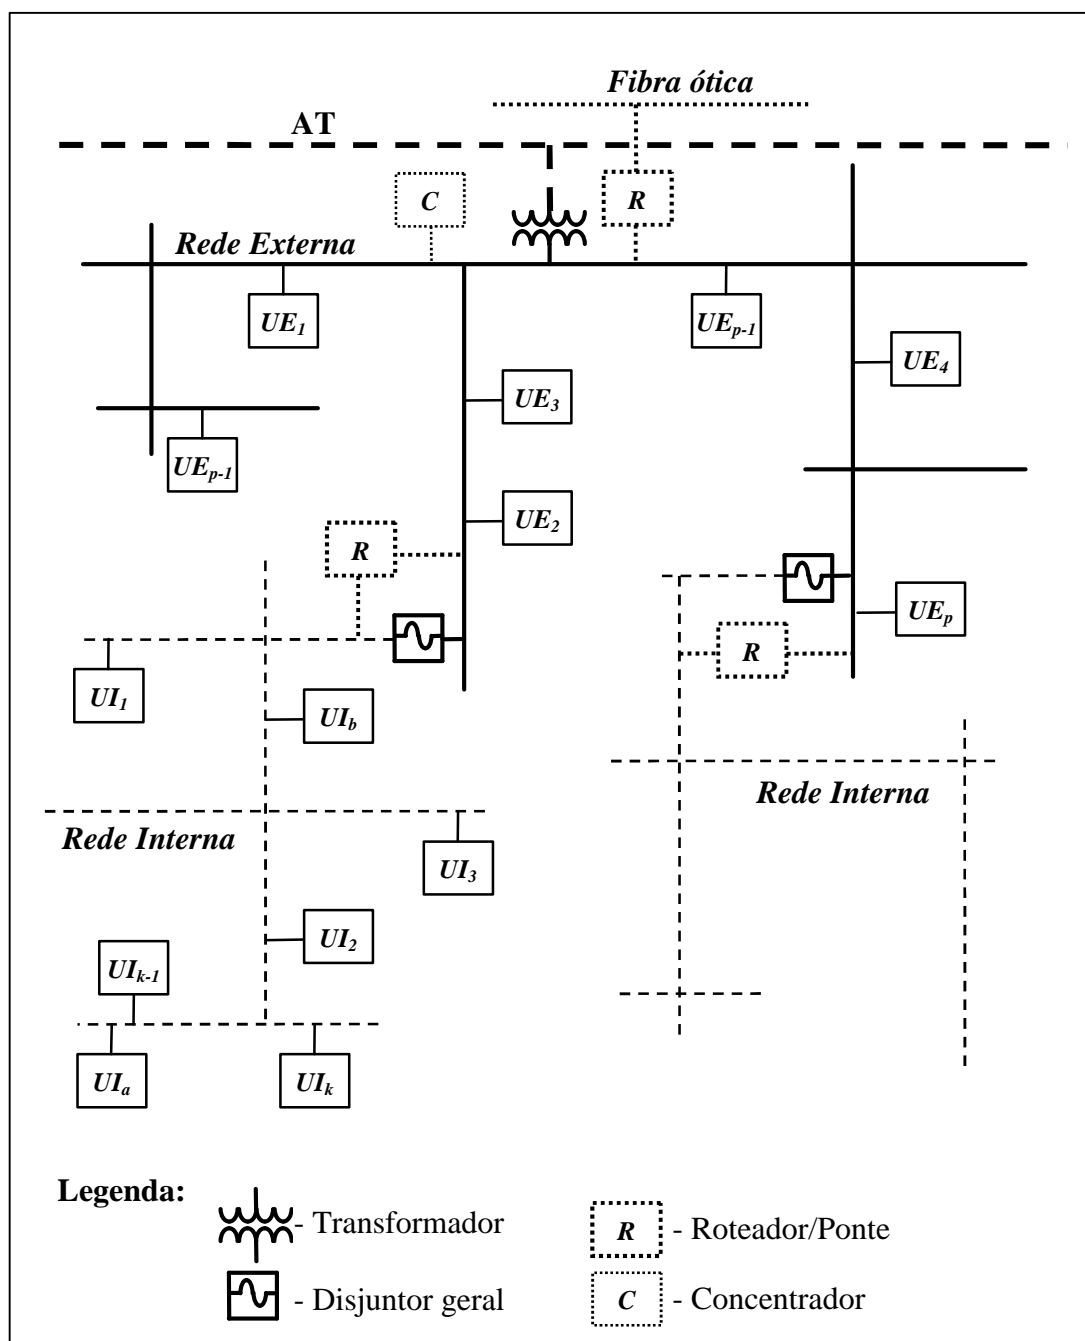 Fibra ótica
AT
C
R
Rede Externa
UE1
UEp-1
UE4
UE3
UEp-1
UE2
R
UEp
R
UI1
UIb
Rede Interna
Rede Interna
UI3
UI2
UIk-1
UIa
UIk
Legenda:
- Transformador
R - Roteador/Ponte
- Disjuntor geral
C - Concentrador